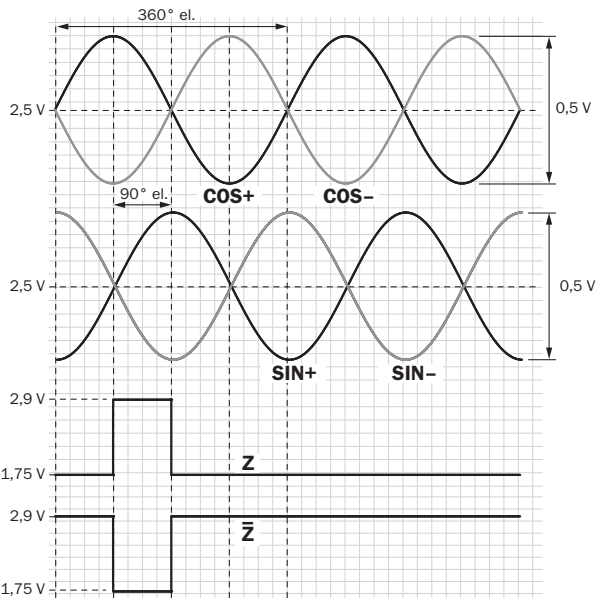 360° el.
2,5 V
0,5 V
COS+
COS–
90° el.
2,5 V
0,5 V
SIN+
SIN–
2,9 V
Z
1,75 V
2,9 V
Z̅
1,75 V